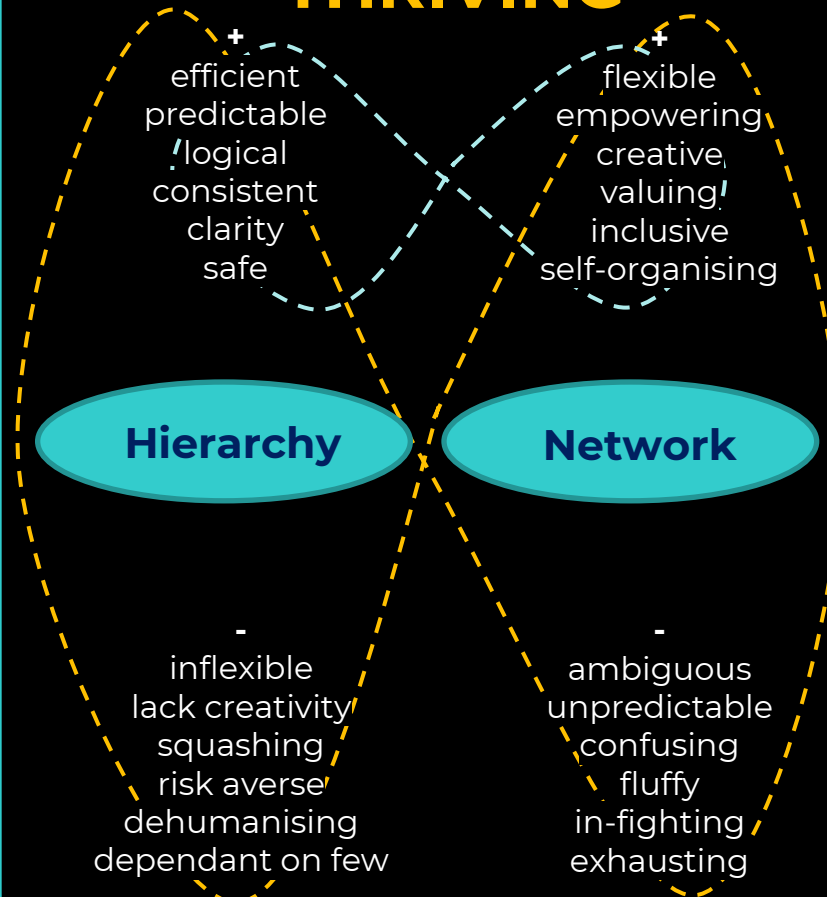 THRIVING
+
efficient
predictable
logical
consistent
clarity
safe
+
flexible
empowering
creative
valuing
inclusive
self-organising
Hierarchy
Network
-
inflexible
lack creativity
squashing
risk averse
dehumanising
dependant on few
-
ambiguous
unpredictable
confusing
fluffy
in-fighting
exhausting